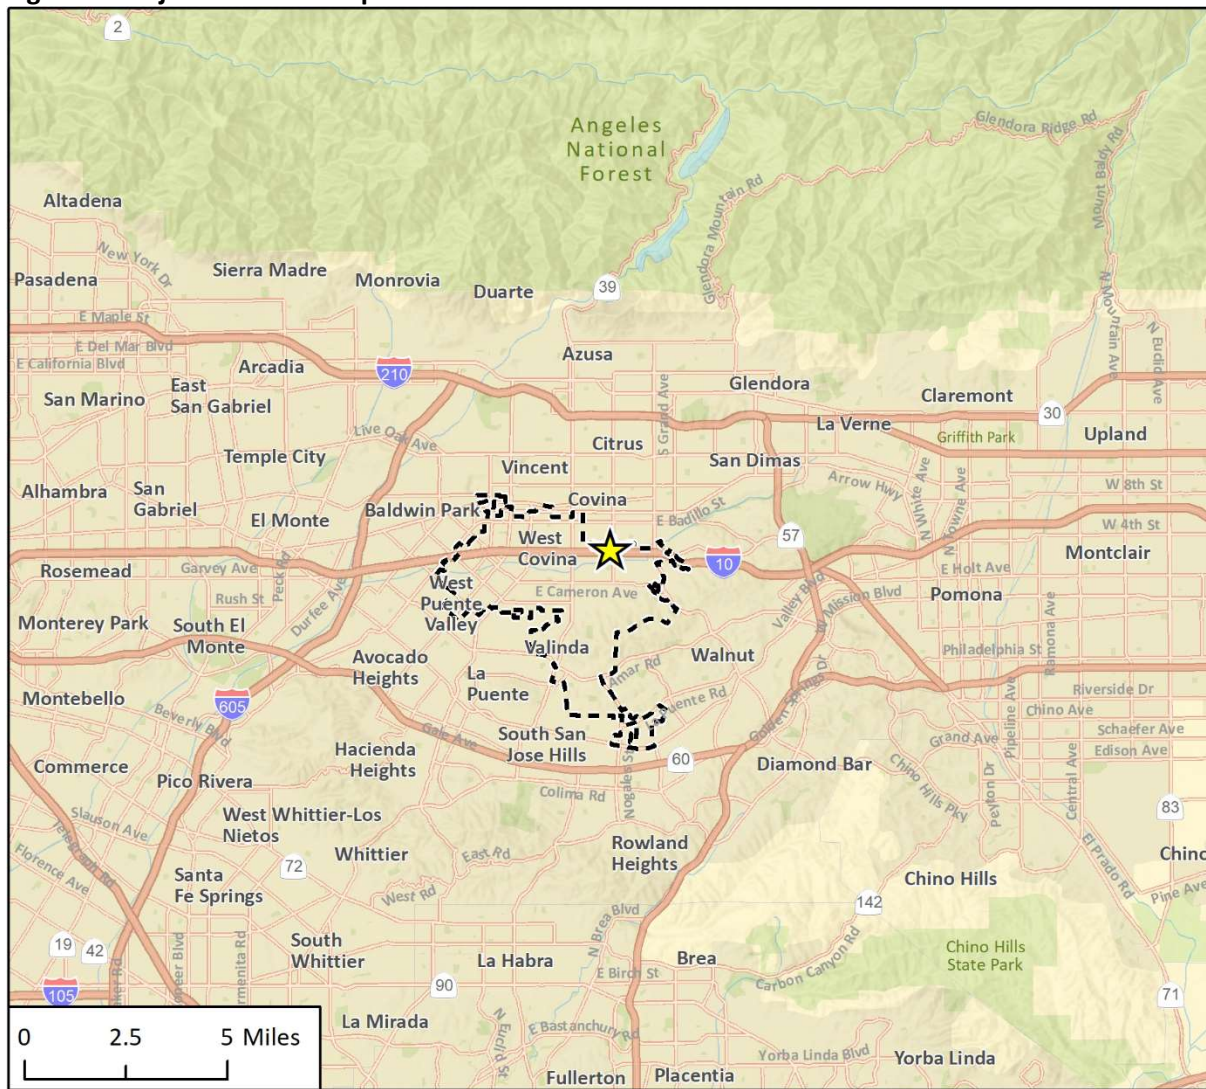 2
Angeles
National
Forest
Glendora Ridge Rd
Mount Baldy Rd
Glendora Mountain Rd
Altadena
New York Dr
Pasadena
Sierra Madre
Monrovia
Duarte
39
N Mountain Ave
N Euclid Ave
E Maple St
E Del Mar Blvd
E California Blvd
Arcadia
210
Azusa
Glendora
Claremont
30
San Marino
East
San Gabriel
S Grand Ave
La Verne
Griffith Park
Upland
Live Oak Ave
Citrus
Temple City
Vincent
San Dimas
Arrow Hwy
N White Ave
N Towne Ave
W 8th St
Alhambra
San
Gabriel
Baldwin Park
Covina
El Monte
E Badillo St
W 4th St
West
Covina
57
10
Montclair
Rosemead
Garvey Ave
Peck Rd
Durfee Ave
E Holt Ave
Rush St
West
Puente
Valley
E Cameron Ave
Valley Blvd
W Mission Blvd
Pomona
Monterey Park
South El
Monte
Valinda
Walnut
Philadelphia St
Ramona Ave
Avocado
Heights
Amar Rd
Montebello
605
La
Puente
La Puente Rd
Golden Springs Dr
Riverside Dr
Chino Ave
Beverly Blvd
Gale Ave
South San
Jose Hills
Grand Ave
Pipeline Ave
Schaefer Ave
Edison Ave
Commerce
Hacienda
Heights
Nogales St
60
Diamond Bar
Chino Hills Pky
Peyton Dr
Central Ave
Pico Rivera
Colima Rd
83
Slauson Ave
West Whittier-Los
Nietos
Telegraph Rd
Florence Ave
72
Whittier
East Rd
Rowland
Heights
El Prado Rd
Chino
Santa
Fe Springs
West Rd
Chino Hills
142
Pine Ave
19
42
South
Whittier
N Brea Blvd
La Habra
Brea
Chino Hills
State Park
E Birch St
Carbon Canyon Rd
105
90
71
La Mirada
N Euclid St
E Bastanchury Rd
Yorba Linda Blvd
Yorba Linda
Fullerton
Placentia
0 2.5 5 Miles